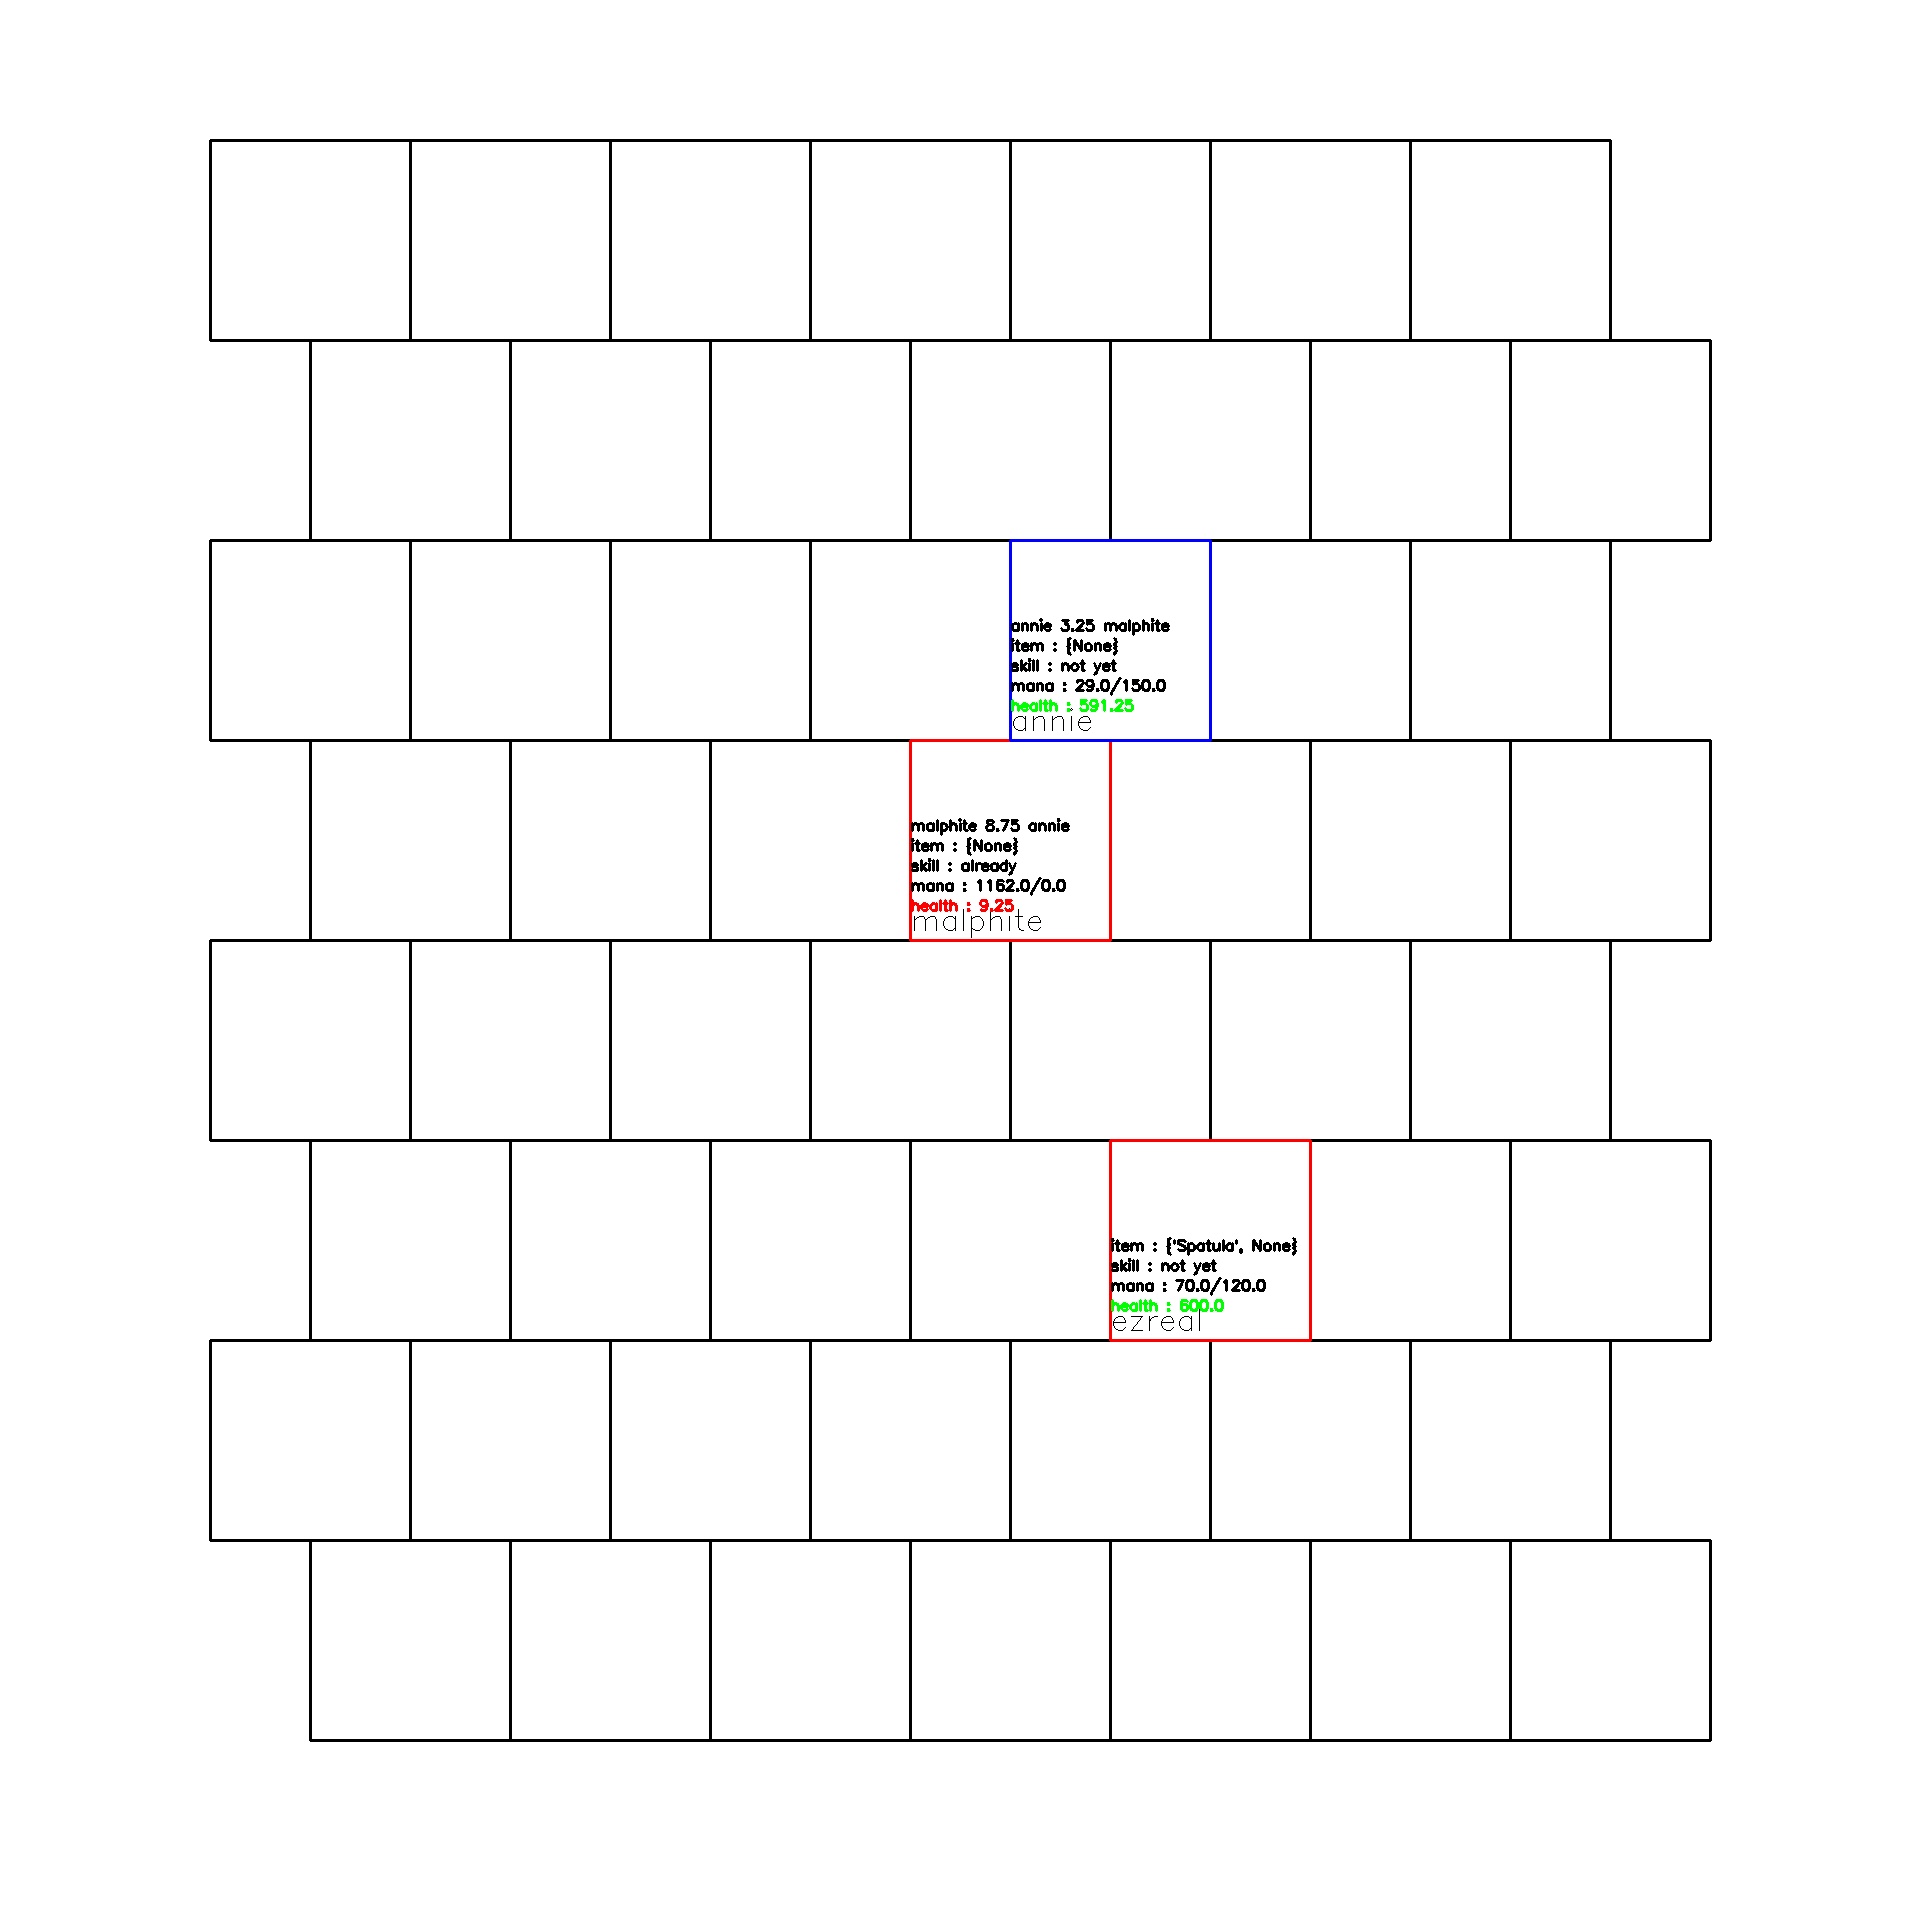 annie 3.25 malphite
item : {None}
skill : not yet
mana : 29.0/150.0
health : 591.25
annie
malphite 8.75 annie
item : {None}
skill : already
mana : 1162.0/0.0
health : 9.25
malphite
item : {'Spatula', None}
skill : not yet
mana : 70.0/120.0
health : 600.0
ezreal